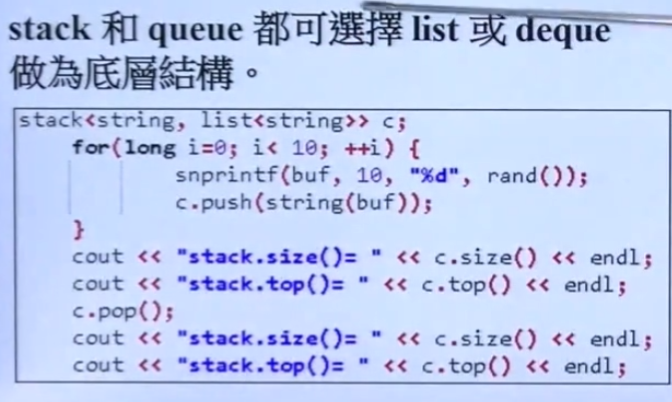 stack 和 queue 都可選擇 list 或 deque
做為底層結構。
stack<string, list<string>> c;
for(long i=0; i< 10; ++i) {
snprintf(buf, 10, "%d", rand());
c.push(string(buf));
}
cout << "stack.size()= " << c.size() << endl;
cout << "stack.top()= " << c.top() << endl;
c.pop();
cout << "stack.size()= " << c.size() << endl;
cout << "stack.top()= " << c.top() << endl;